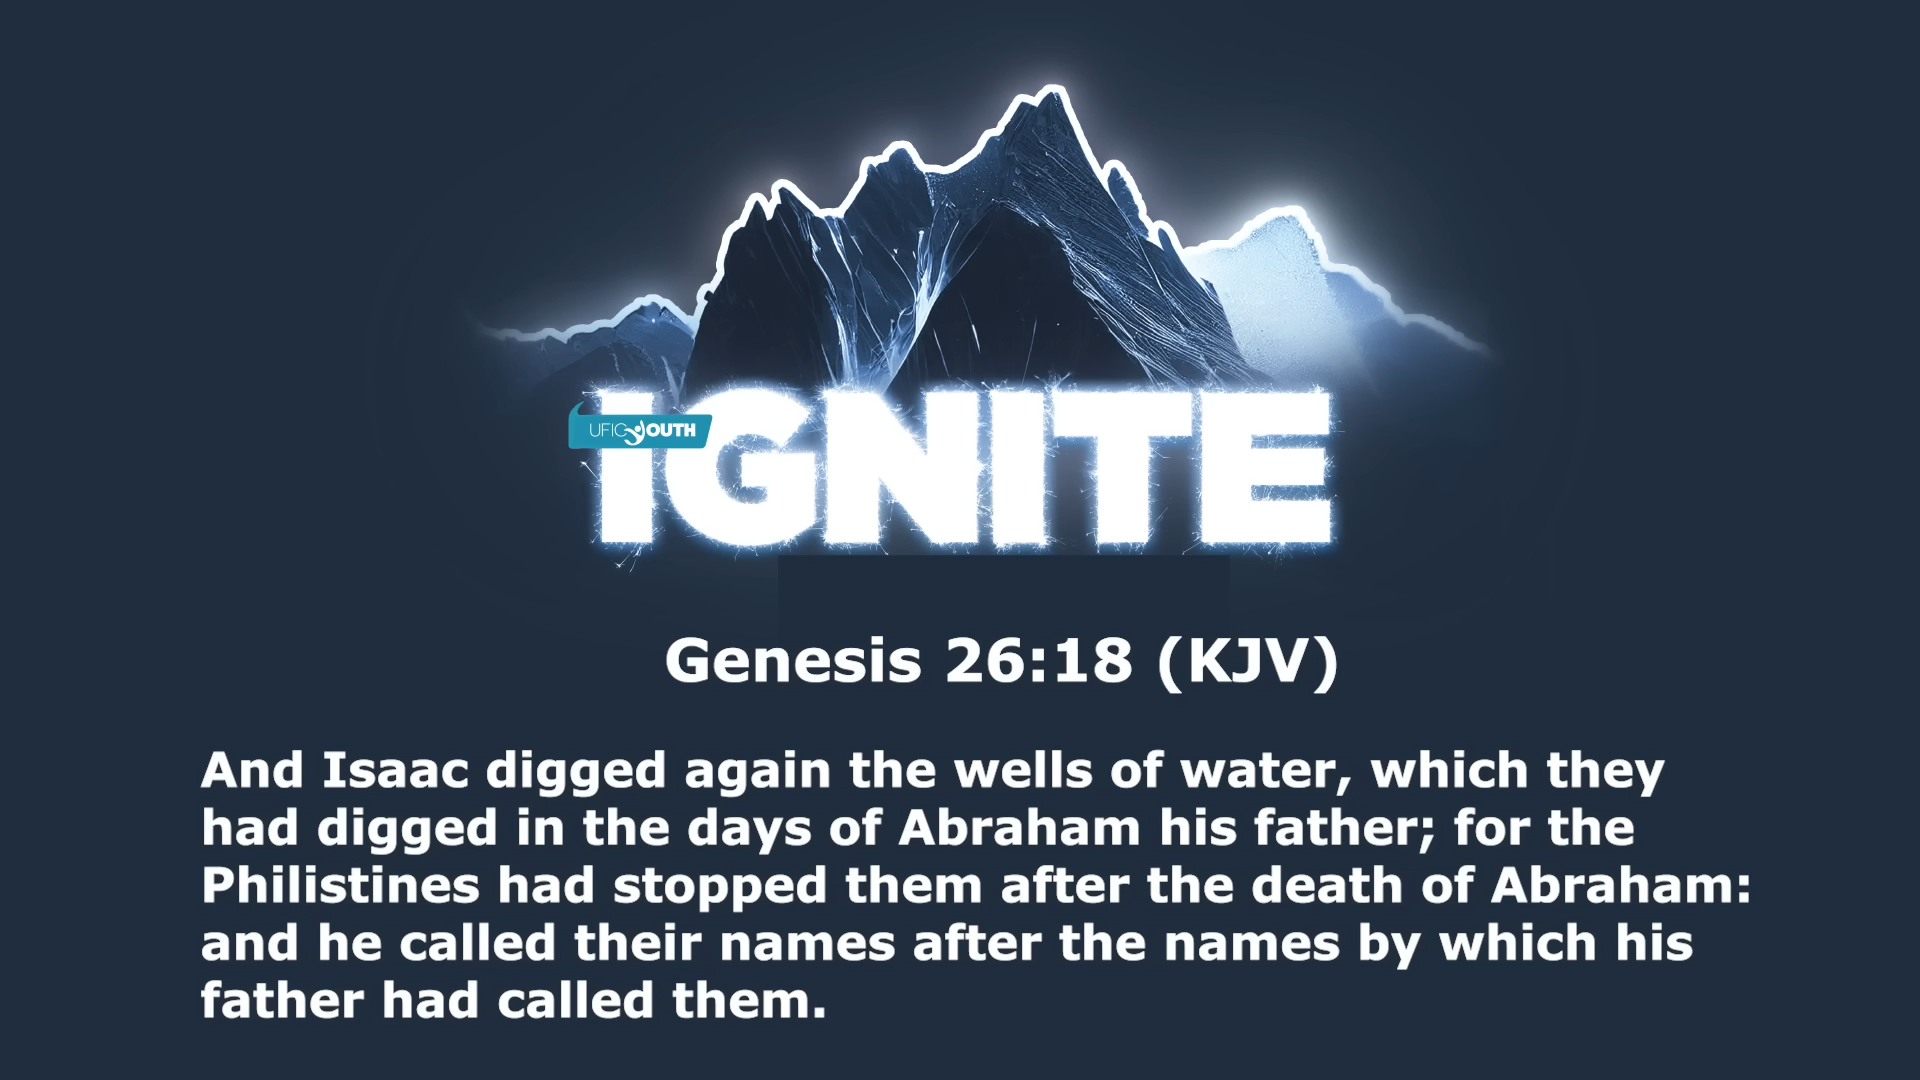 UFIC YOUTH
IGNITE
Genesis 26:18 (KJV)
And Isaac digged again the wells of water, which they
had digged in the days of Abraham his father; for the
Philistines had stopped them after the death of Abraham:
and he called their names after the names by which his
father had called them.